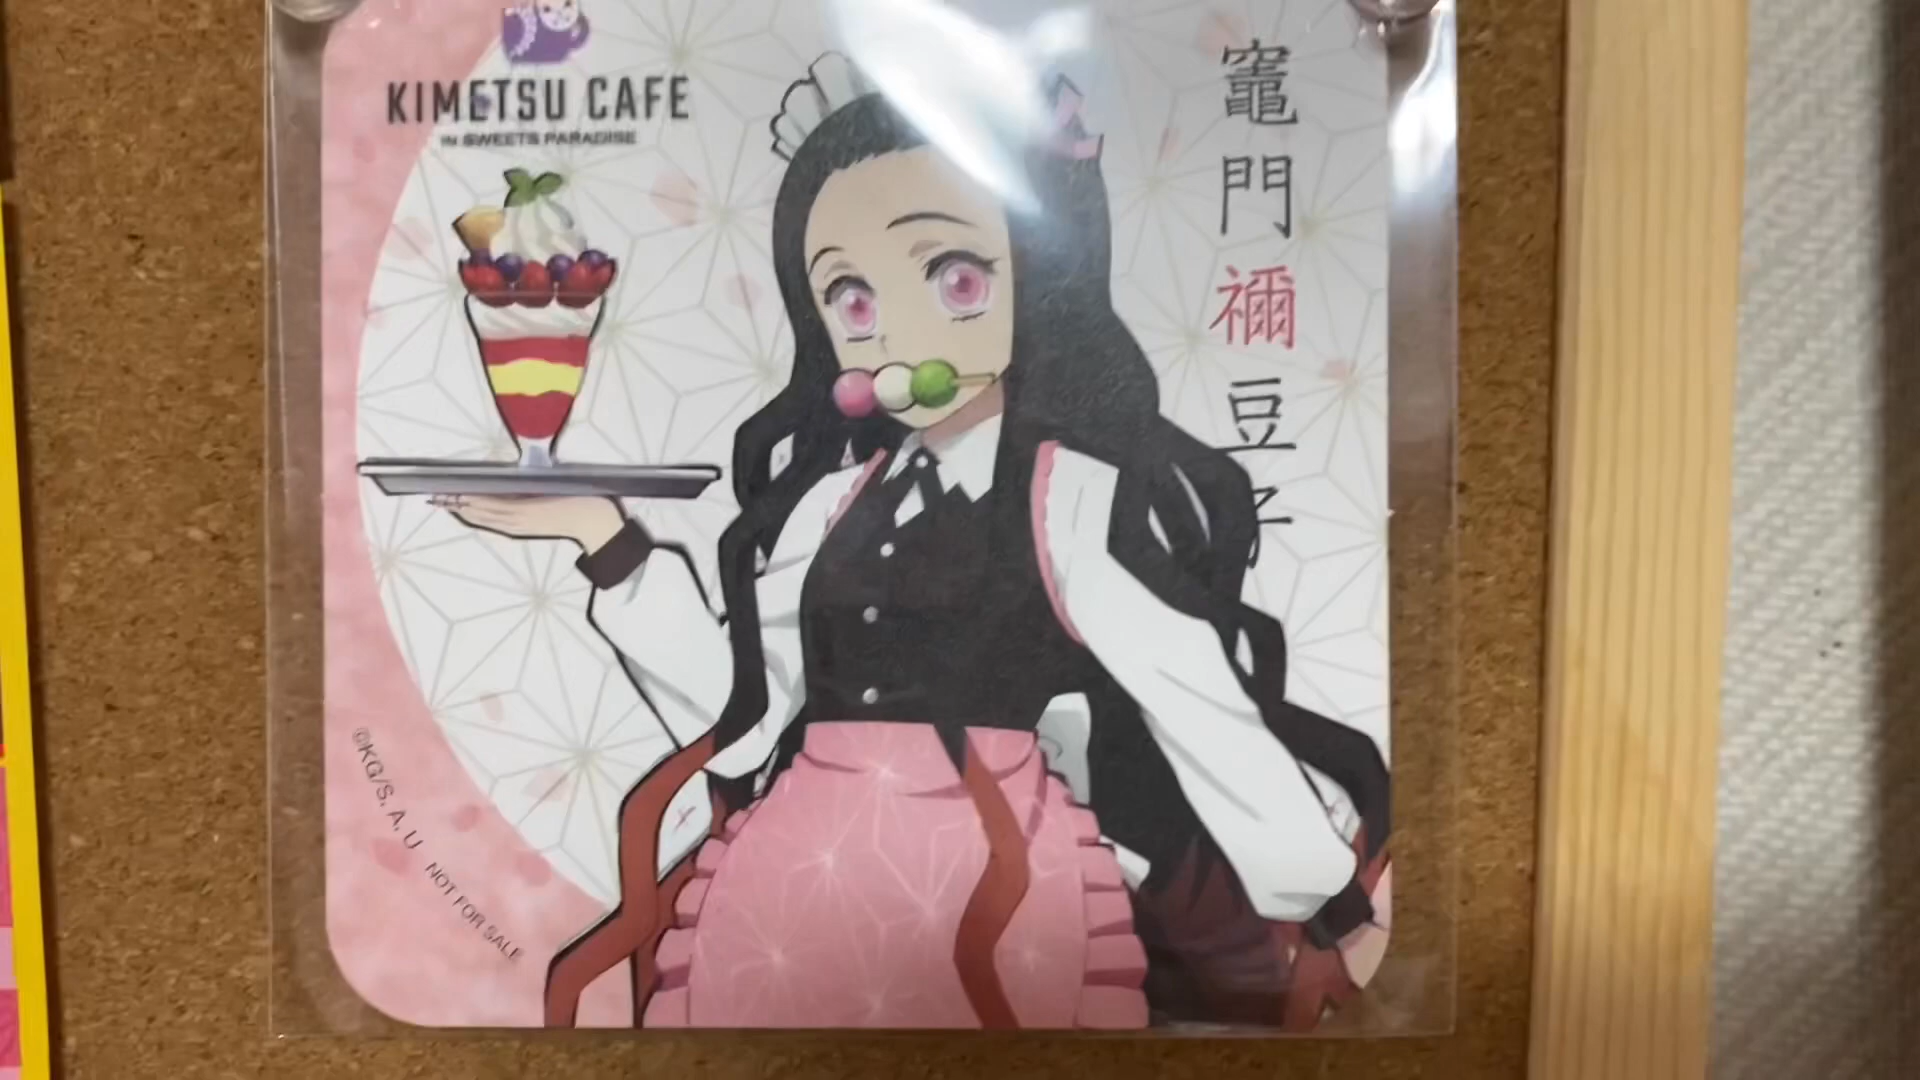 KIMETSU CAFE
IN SWEETS PARADISE
竈門禰豆子
©KG/S, A, U NOT FOR SALE